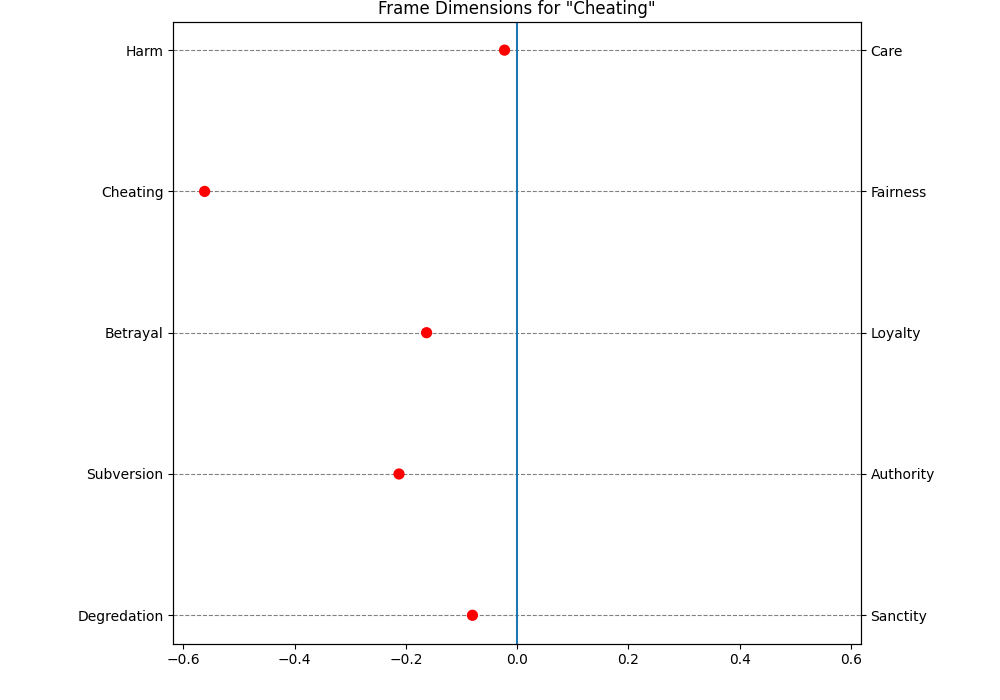 Frame Dimensions for "Cheating"
Harm
Care
Cheating
Fairness
Betrayal
Loyalty
Subversion
Authority
Degredation
Sanctity
−0.6
−0.4
−0.2
0.0
0.2
0.4
0.6